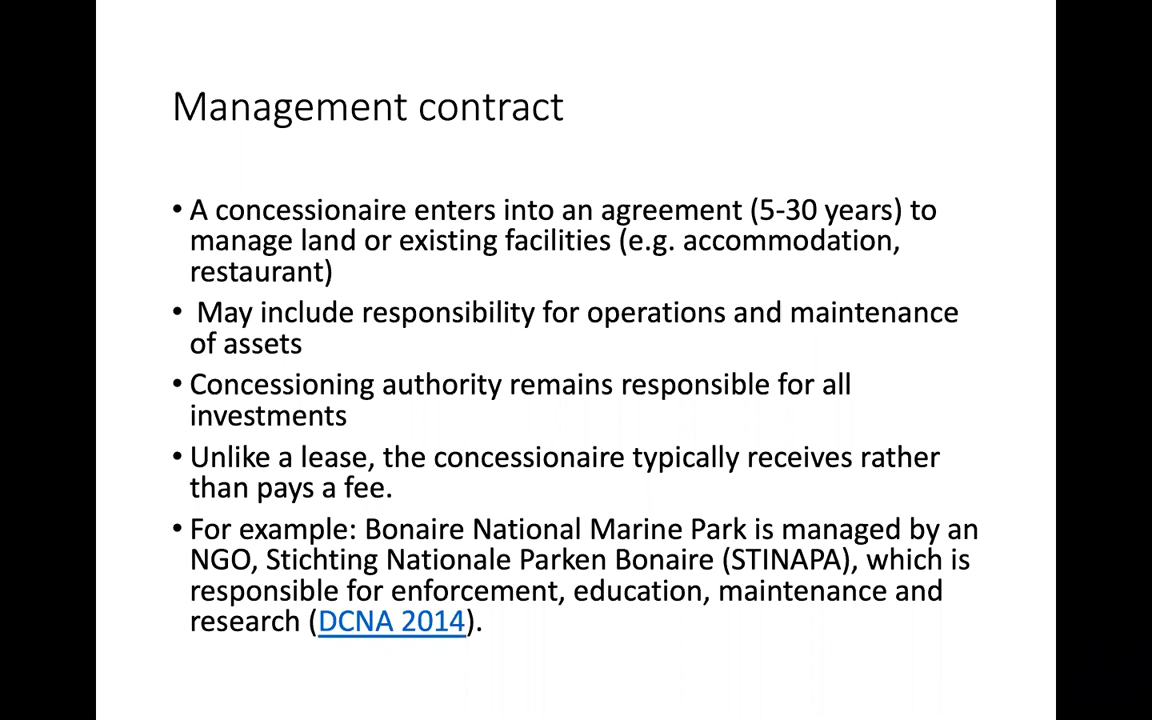 Management contract
• A concessionaire enters into an agreement (5-30 years) to
manage land or existing facilities (e.g. accommodation,
restaurant)
• May include responsibility for operations and maintenance
of assets
• Concessioning authority remains responsible for all
investments
• Unlike a lease, the concessionaire typically receives rather
than pays a fee.
• For example: Bonaire National Marine Park is managed by an
NGO, Stichting Nationale Parken Bonaire (STINAPA), which is
responsible for enforcement, education, maintenance and
research (DCNA 2014).